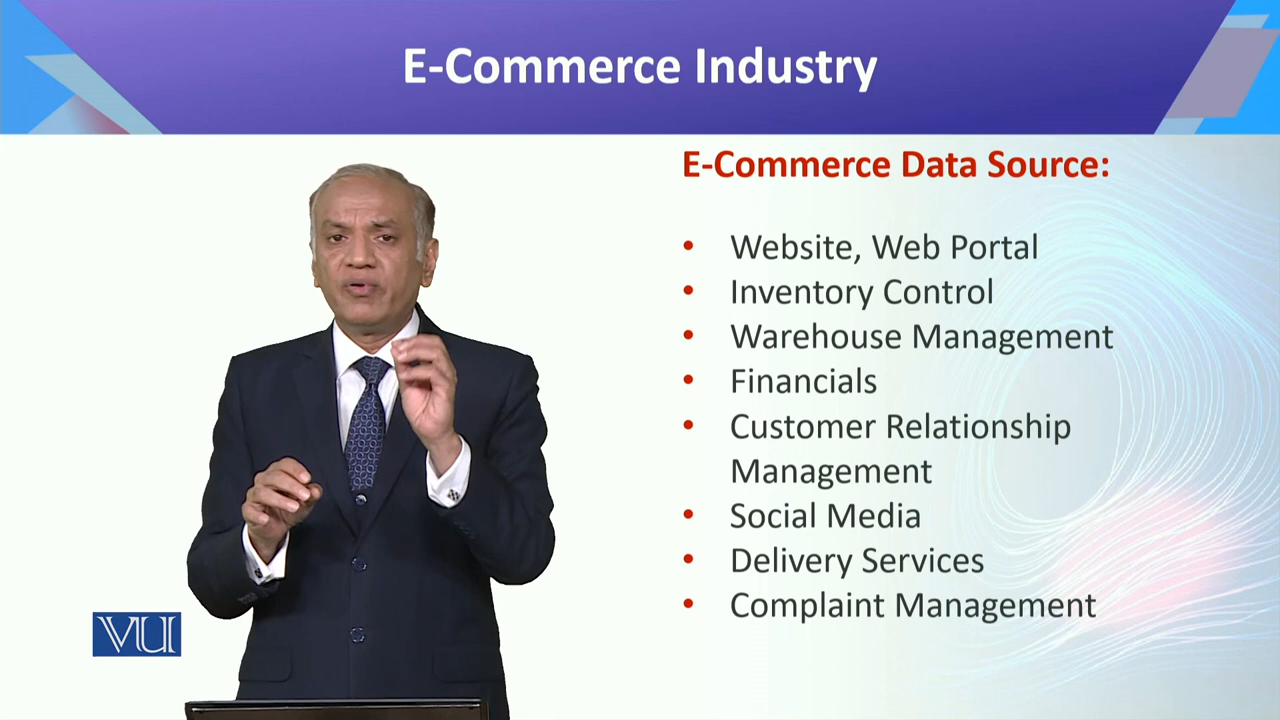 E-Commerce Industry
E-Commerce Data Source:
• Website, Web Portal
• Inventory Control
• Warehouse Management
• Financials
• Customer Relationship
Management
• Social Media
• Delivery Services
• Complaint Management
VU